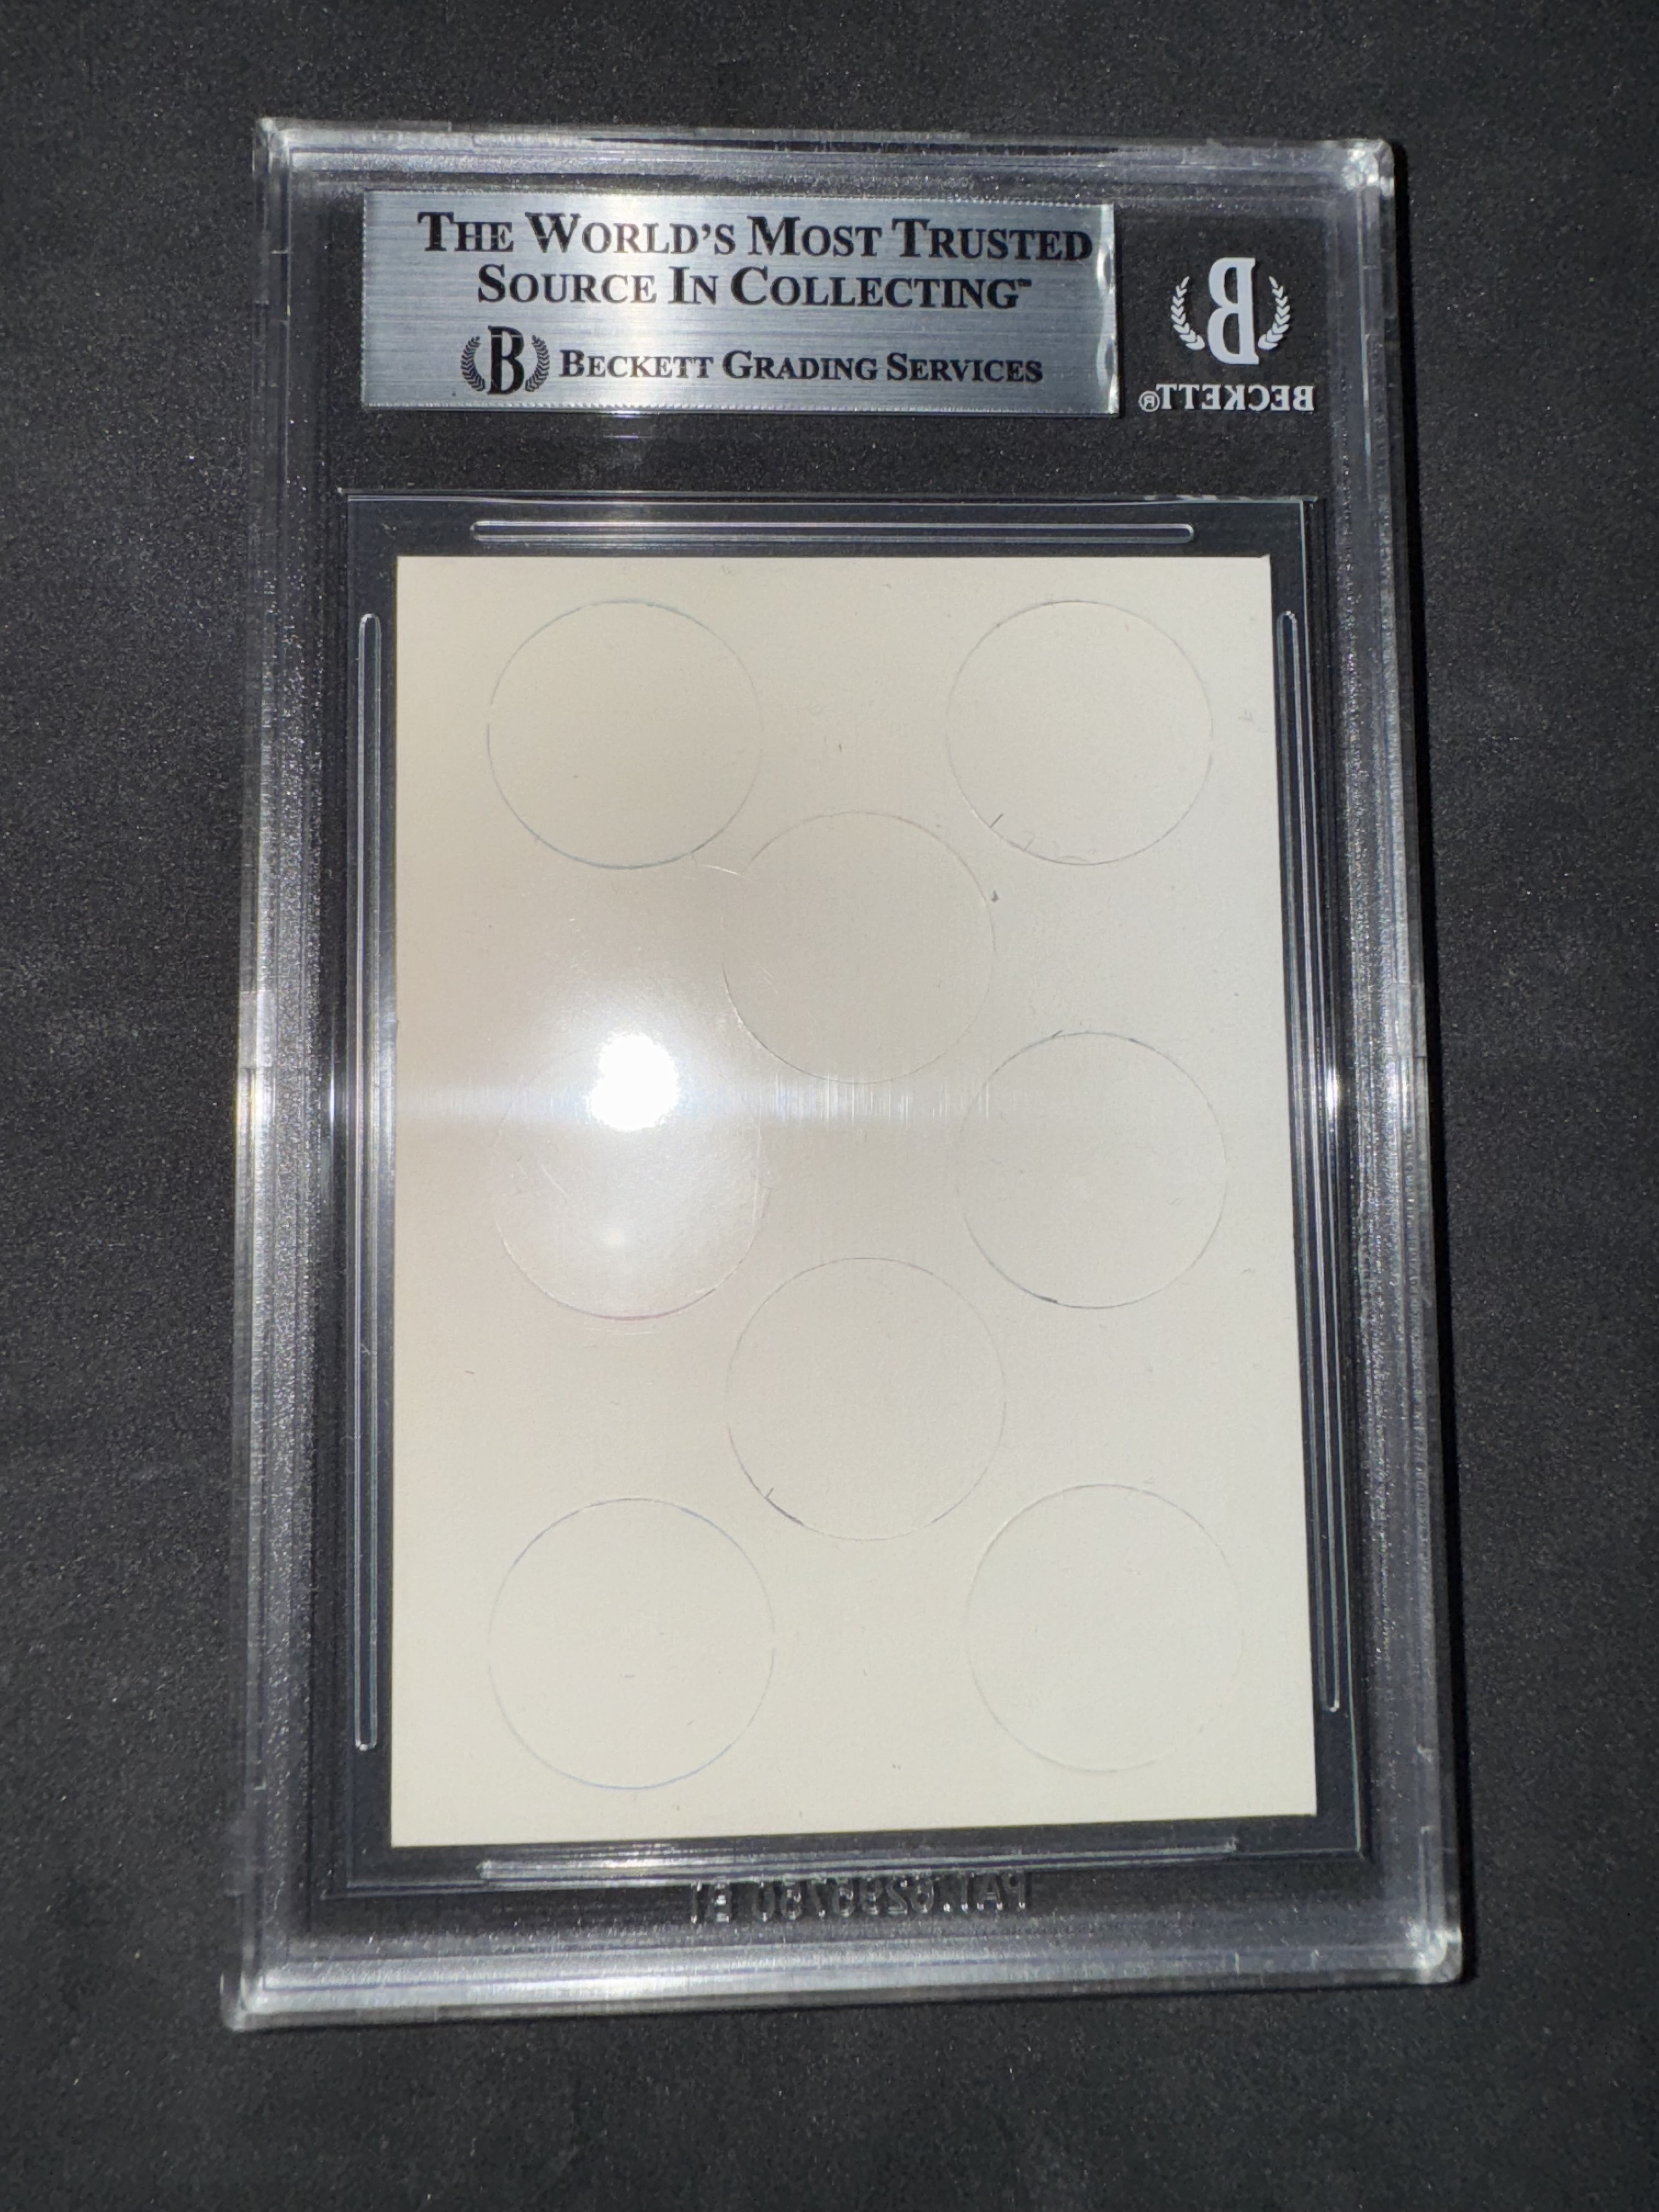 THE WORLD'S MOST TRUSTED
SOURCE IN COLLECTING™
B BECKETT GRADING SERVICES
B
BECKETT®